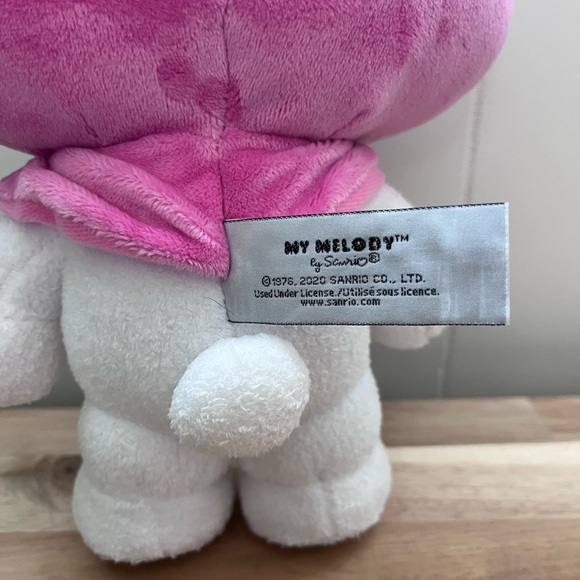 MY MELODY™
by Sanrio®
©1976, 2020 SANRIO CO., LTD.
Used Under License./Utilisé sous licence.
www.sanrio.com